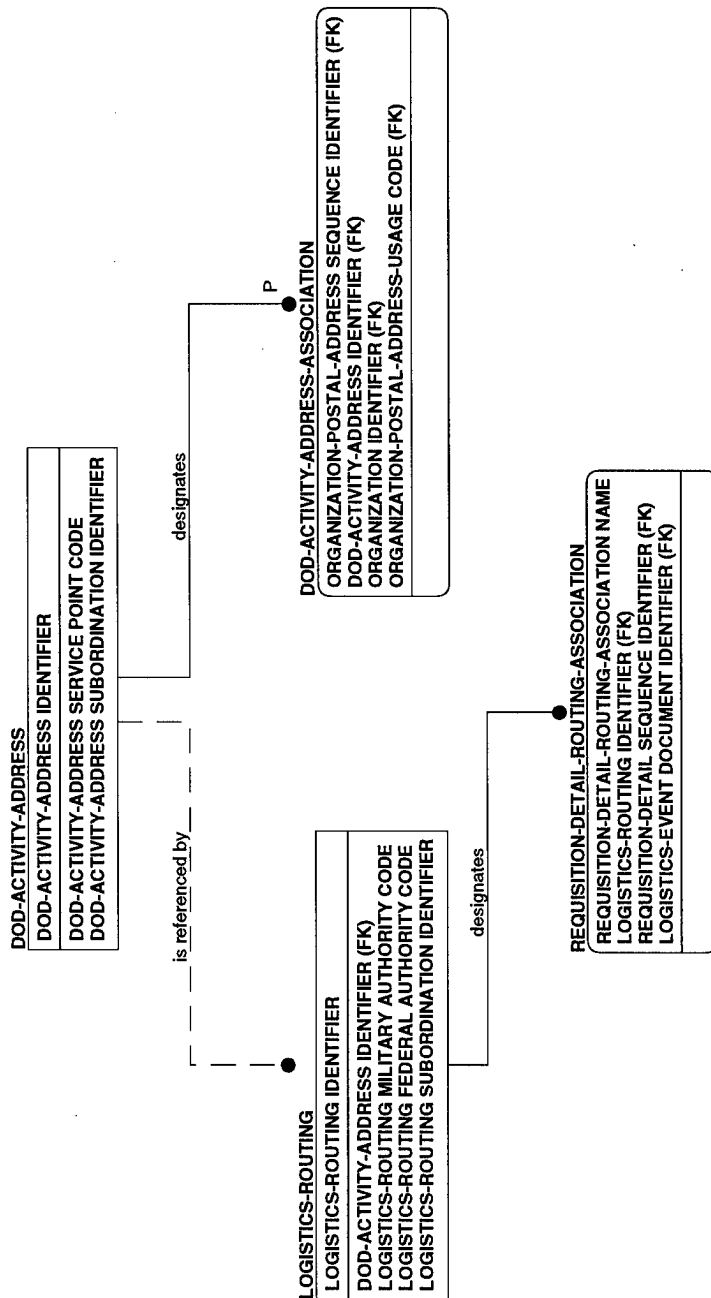 DOD-ACTIVITY-ADDRESS
DOD-ACTIVITY-ADDRESS IDENTIFIER
DOD-ACTIVITY-ADDRESS SERVICE POINT CODE
DOD-ACTIVITY-ADDRESS SUBORDINATION IDENTIFIER
is referenced by
designates
P
LOGISTICS-ROUTING
LOGISTICS-ROUTING IDENTIFIER
DOD-ACTIVITY-ADDRESS IDENTIFIER (FK)
LOGISTICS-ROUTING MILITARY AUTHORITY CODE
LOGISTICS-ROUTING FEDERAL AUTHORITY CODE
LOGISTICS-ROUTING SUBORDINATION IDENTIFIER
DOD-ACTIVITY-ADDRESS-ASSOCIATION
ORGANIZATION-POSTAL-ADDRESS SEQUENCE IDENTIFIER (FK)
DOD-ACTIVITY-ADDRESS IDENTIFIER (FK)
ORGANIZATION IDENTIFIER (FK)
ORGANIZATION-POSTAL-ADDRESS-USAGE CODE (FK)
designates
REQUISITION-DETAIL-ROUTING-ASSOCIATION
REQUISITION-DETAIL-ROUTING-ASSOCIATION NAME
LOGISTICS-ROUTING IDENTIFIER (FK)
REQUISITION-DETAIL SEQUENCE IDENTIFIER (FK)
LOGISTICS-EVENT DOCUMENT IDENTIFIER (FK)